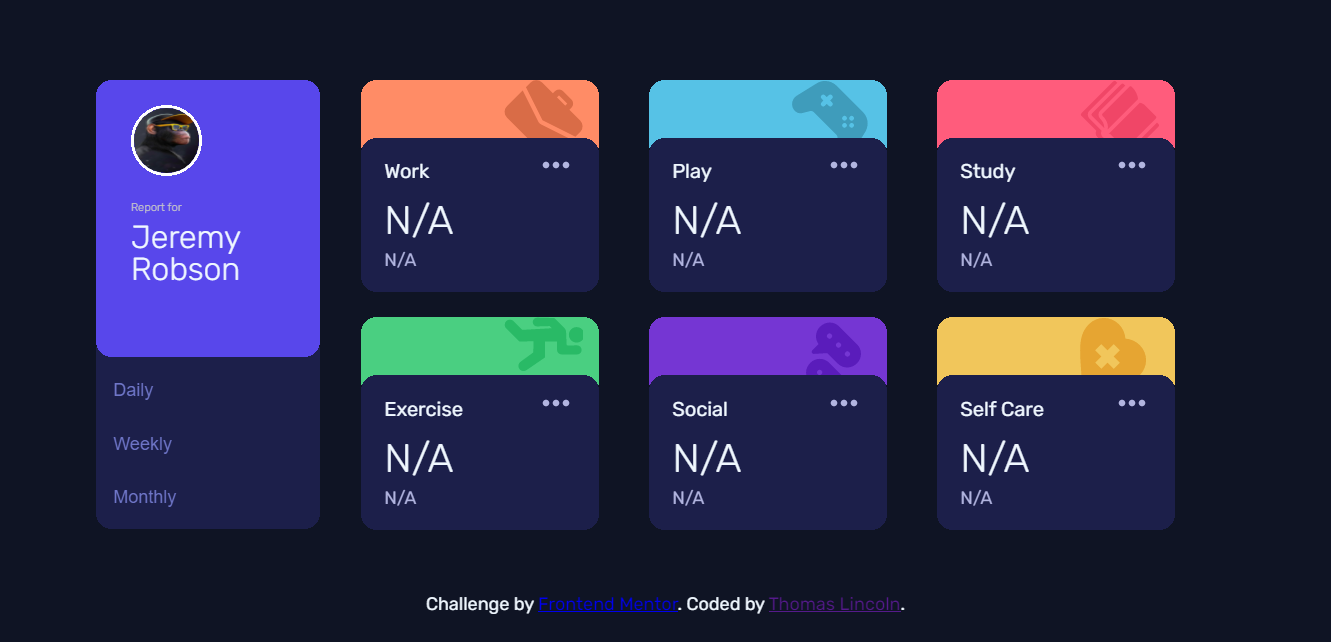 Report for
Jeremy
Robson
Daily
Weekly
Monthly
Work
N/A
N/A
Play
N/A
N/A
Study
N/A
N/A
Exercise
N/A
N/A
Social
N/A
N/A
Self Care
N/A
N/A
Challenge by Frontend Mentor. Coded by Thomas Lincoln.